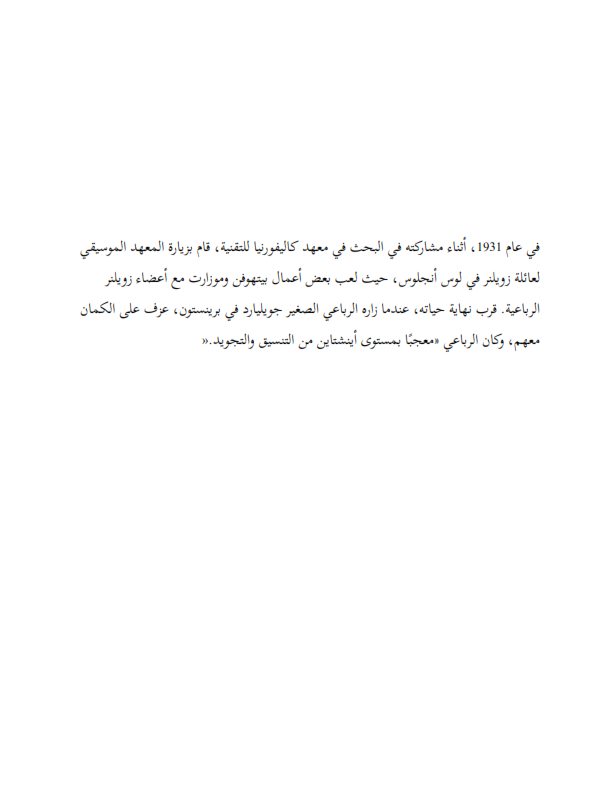 في عام 1931، أثناء مشاركته في البحث في معهد كاليفورنيا للتقنية، قام بزيارة المعهد الموسيقي
لعائلة زويلنر في لوس أنجلوس، حيث لعب بعض أعمال بيتهوفن وموزارت مع أعضاء زويلنر
الرباعية. قرب نهاية حياته، عندما زاره الرباعي الصغير جويليارد في برينستون، عزف على الكمان
معهم، وكان الرباعي «معجبًا بمستوى أينشتاين من التنسيق والتجويد.»